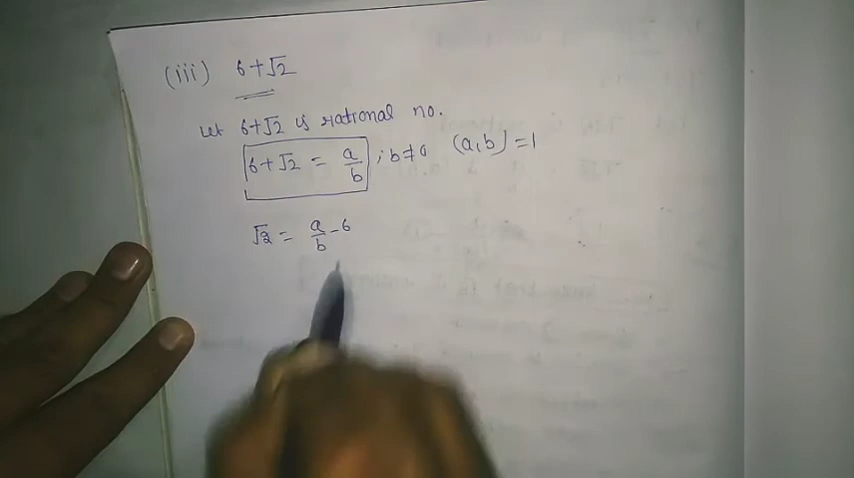 (iii) 6+√2
Let 6+√2 is rational no.
6+√2 = a/b ; b≠0 (a,b)=1
√2 = a/b - 6